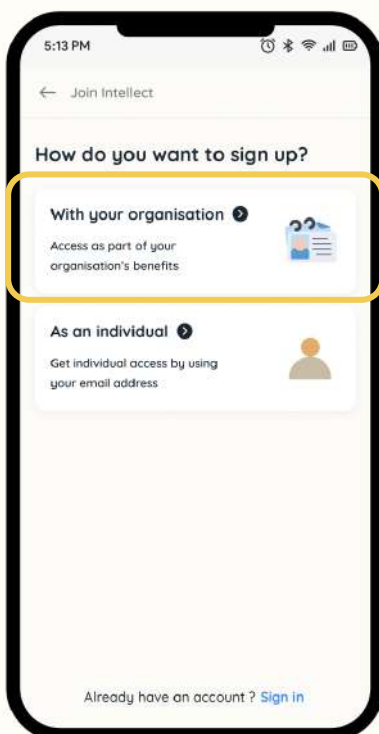 5:13 PM
← Join Intellect
How do you want to sign up?
With your organisation
Access as part of your
organisation's benefits
As an individual
Get individual access by using
your email address
Already have an account ? Sign in